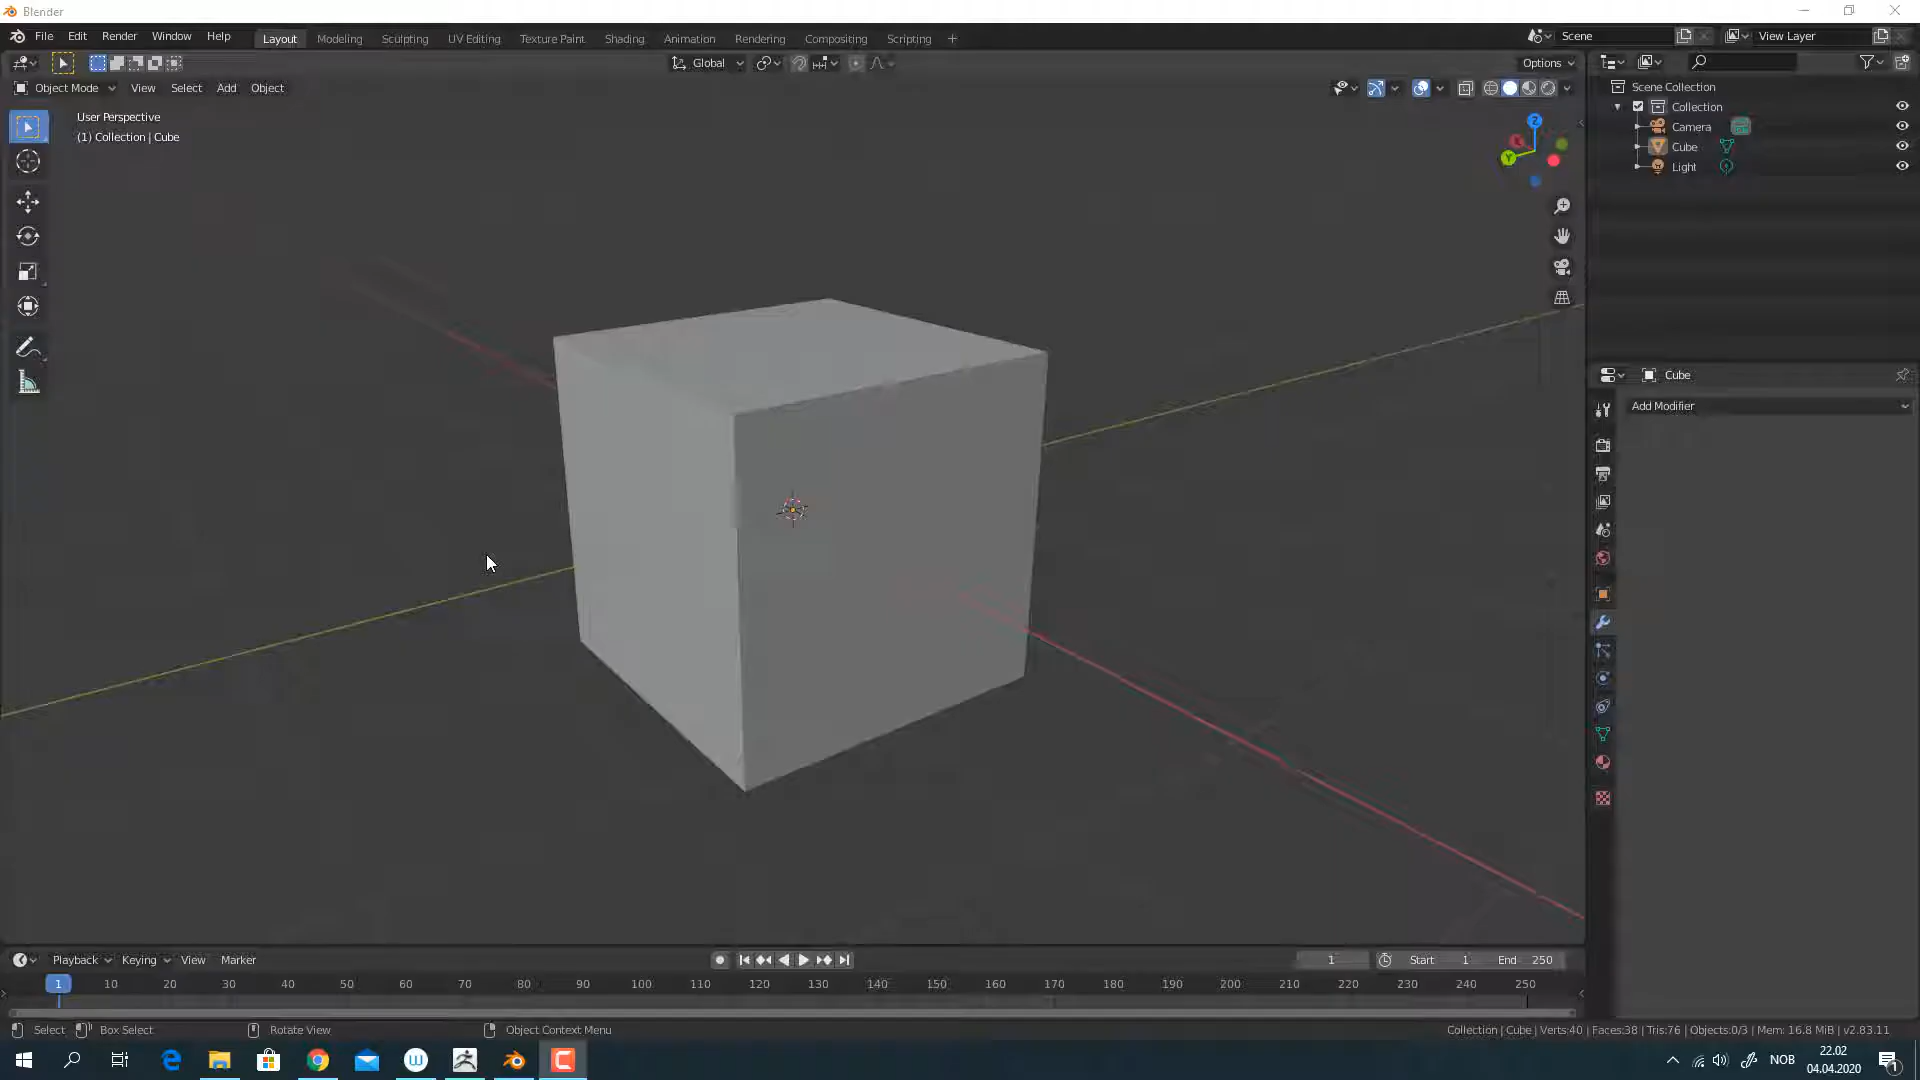 Blender
File Edit Render Window Help Layout Modeling Sculpting UV Editing Texture Paint Shading Animation Rendering Compositing Scripting + Scene View Layer
Global Options
Object Mode View Select Add Object
User Perspective
(1) Collection | Cube
Z
X
Y
Scene Collection
Collection
Camera
Cube
Light
Cube
Add Modifier
Playback Keying View Marker 1 Start 1 End 250
1 10 20 30 40 50 60 70 80 90 100 110 120 130 140 150 160 170 180 190 200 210 220 230 240 250
Select Box Select Rotate View Object Context Menu Collection | Cube | Verts:40 | Faces:38 | Tris:76 | Objects:0/3 | Mem: 16.8 MiB | v2.83.11
NOB
22.02
04.04.2020
1